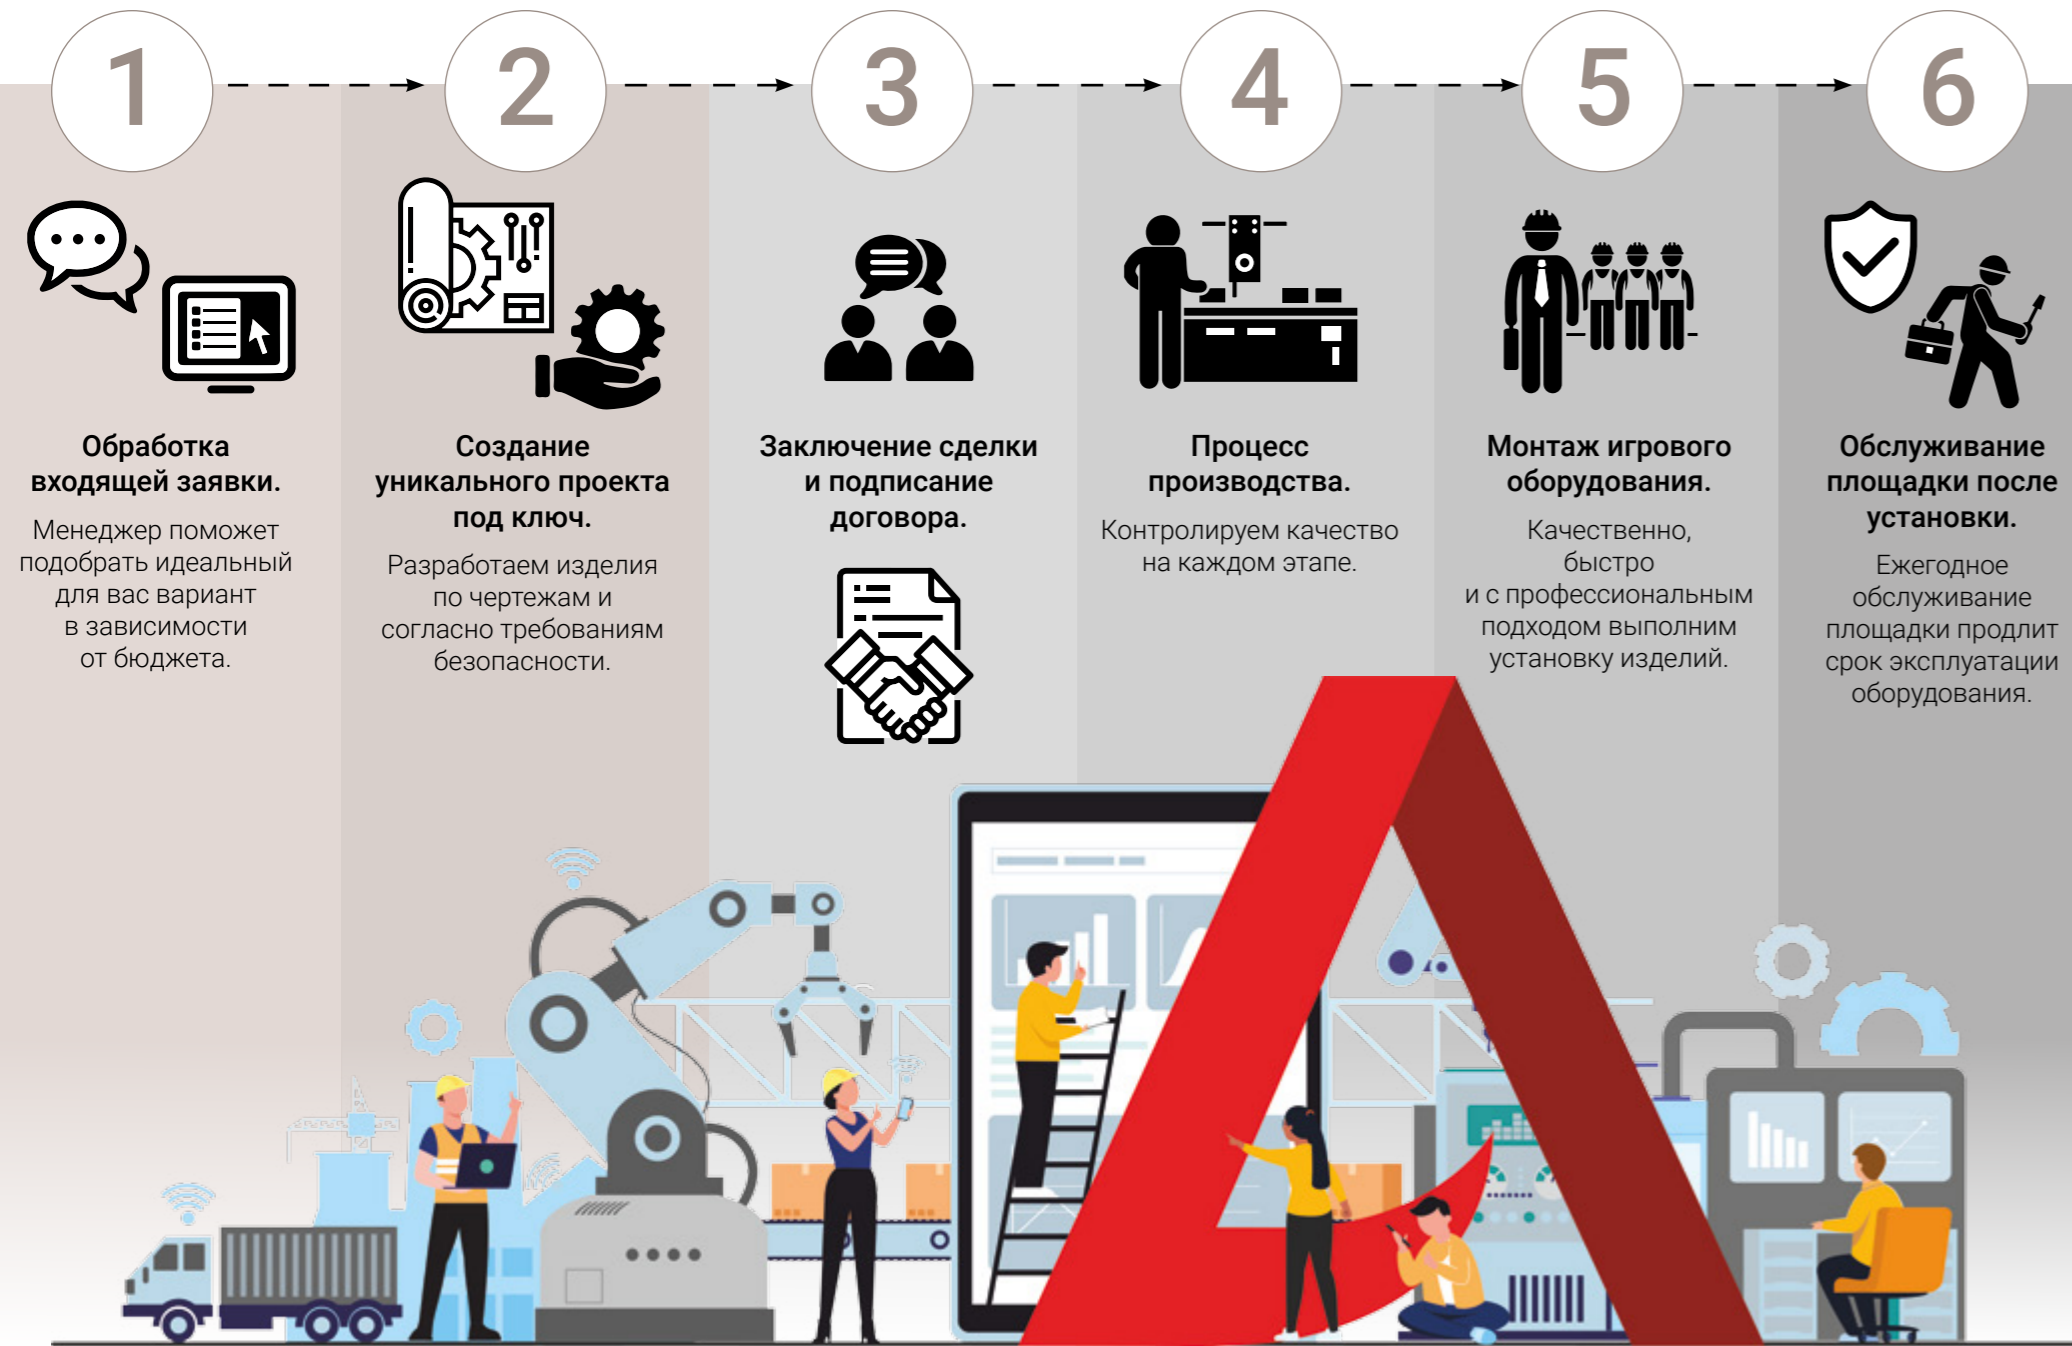 1
2
3
4
5
6
Обработка
входящей заявки.
Менеджер поможет
подобрать идеальный
для вас вариант
в зависимости
от бюджета.
Создание
уникального проекта
под ключ.
Разработаем изделия
по чертежам и
согласно требованиям
безопасности.
Заключение сделки
и подписание
договора.
Процесс
производства.
Контролируем качество
на каждом этапе.
Монтаж игрового
оборудования.
Качественно,
быстро
и с профессиональным
подходом выполним
установку изделий.
Обслуживание
площадки после
установки.
Ежегодное
обслуживание
площадки продлит
срок эксплуатации
оборудования.